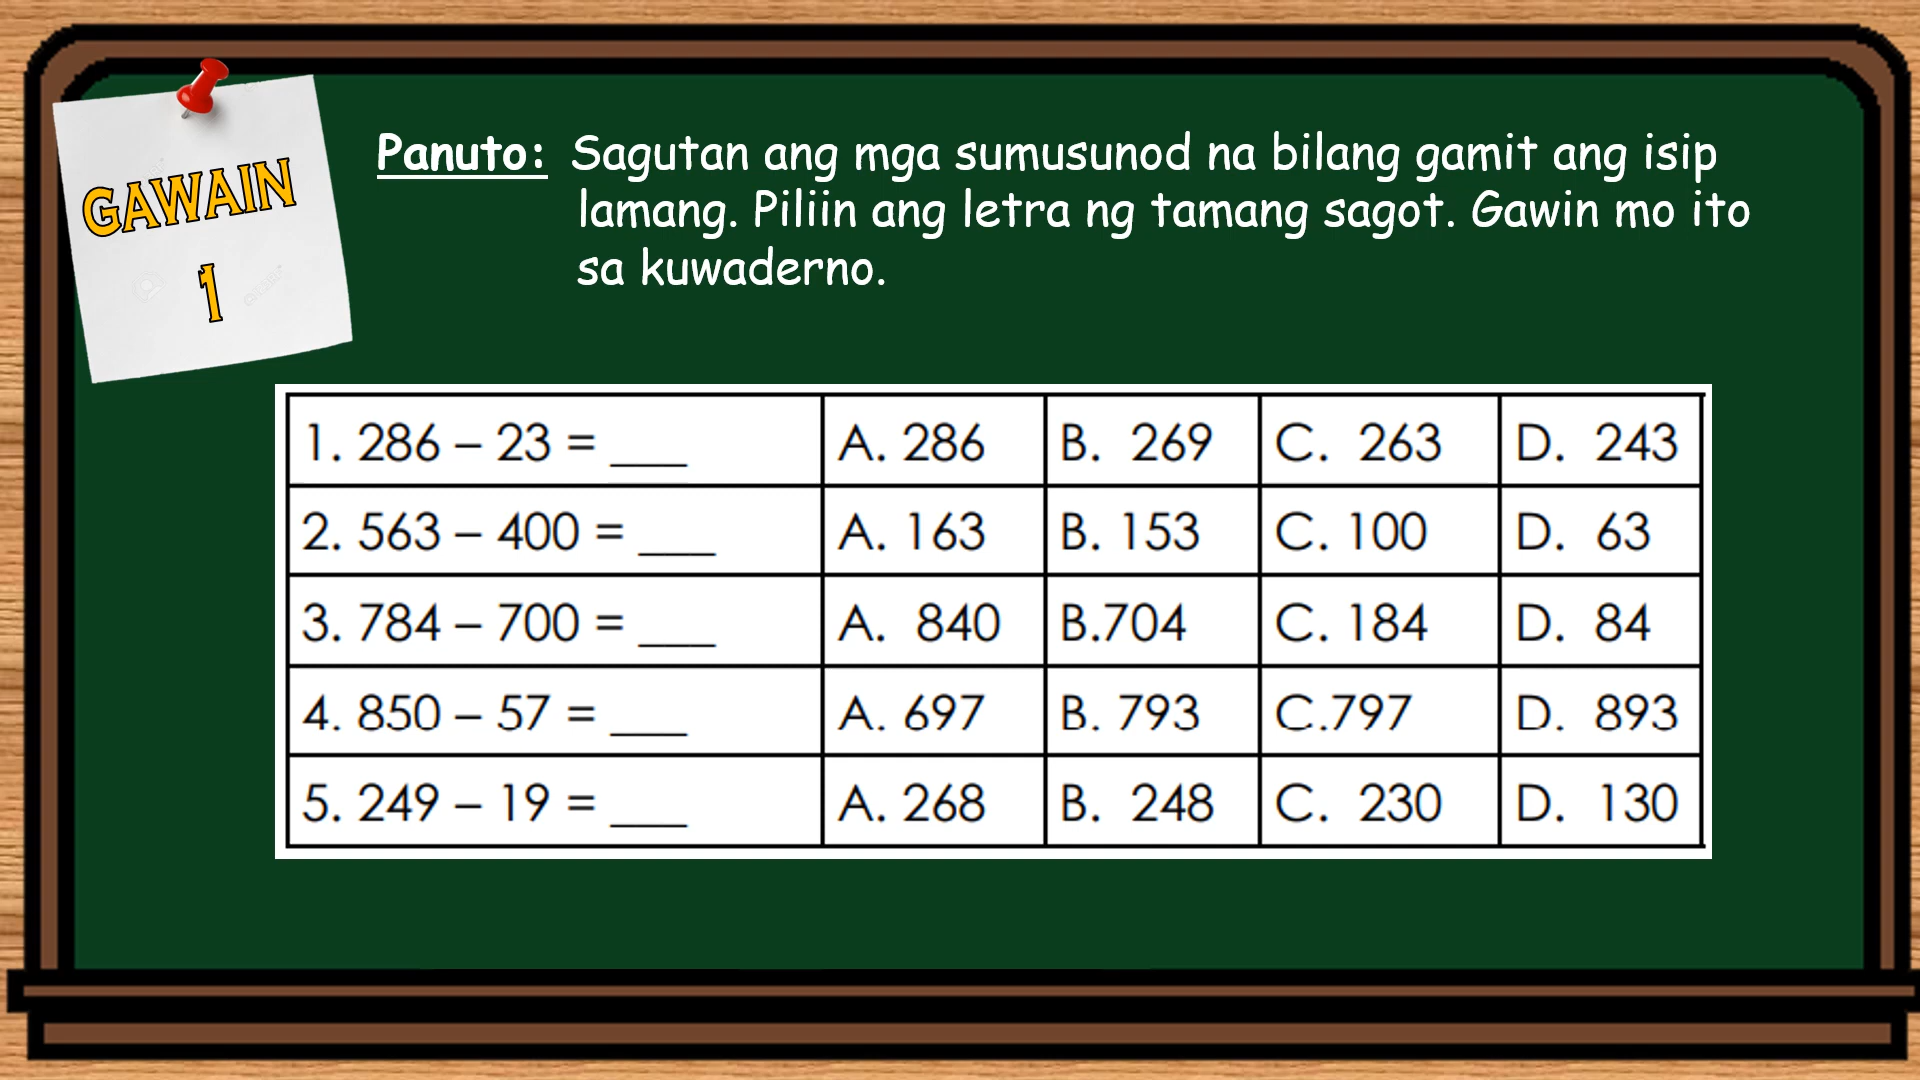 GAWAIN
1
Panuto: Sagutan ang mga sumusunod na bilang gamit ang isip
lamang. Piliin ang letra ng tamang sagot. Gawin mo ito
sa kuwaderno.
1. 286 – 23 = ___ A. 286 B. 269 C. 263 D. 243
2. 563 – 400 = ___ A. 163 B. 153 C. 100 D. 63
3. 784 – 700 = ___ A. 840 B.704 C. 184 D. 84
4. 850 – 57 = ___ A. 697 B. 793 C.797 D. 893
5. 249 – 19 = ___ A. 268 B. 248 C. 230 D. 130